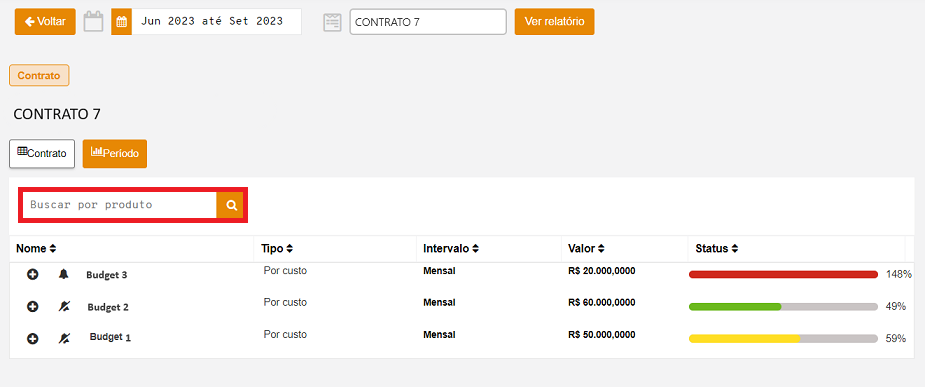 Voltar Jun 2023 até Set 2023 CONTRATO 7 Ver relatório
Contrato
CONTRATO 7
Contrato Período
Buscar por produto
Nome Tipo Intervalo Valor Status
Budget 3 Por custo Mensal R$ 20.000,0000 148%
Budget 2 Por custo Mensal R$ 60.000,0000 49%
Budget 1 Por custo Mensal R$ 50.000,0000 59%